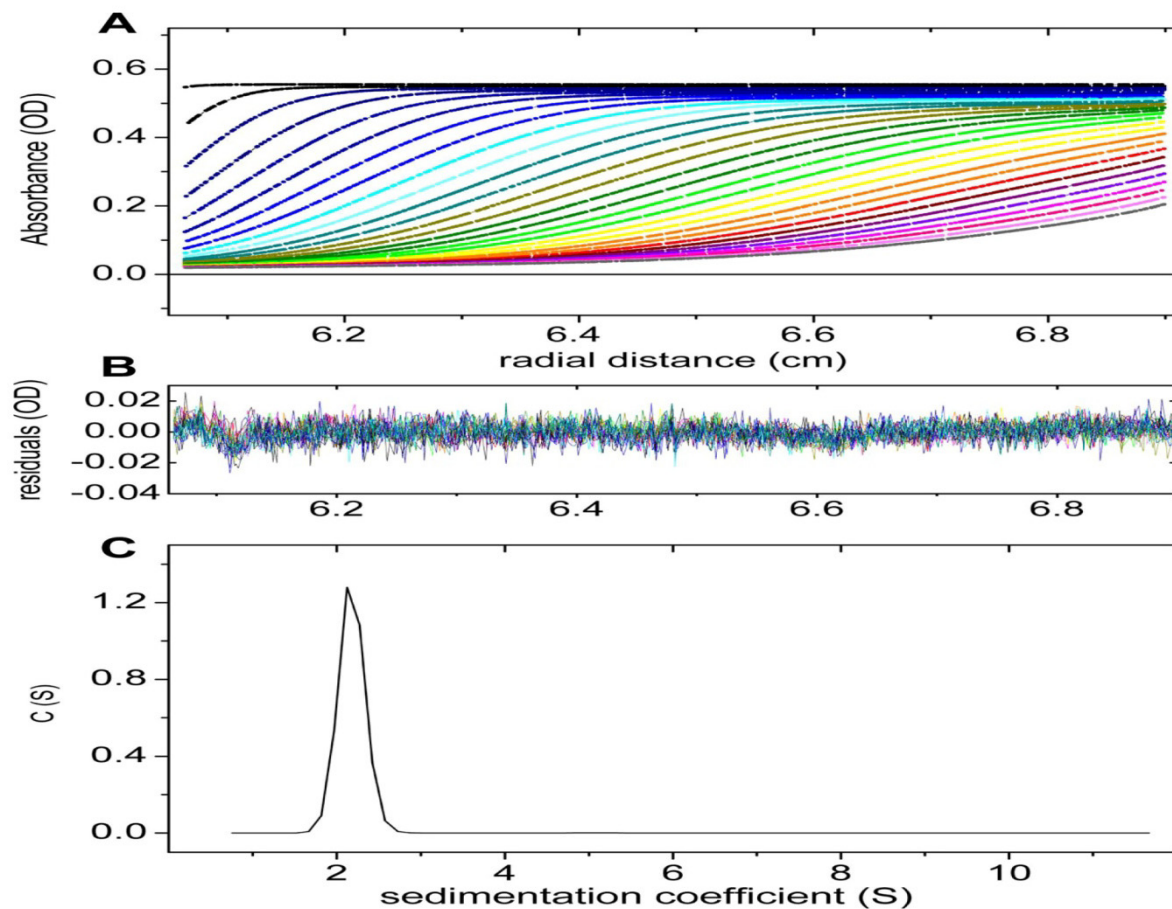 A
Absorbance (OD)
0.6
0.4
0.2
0.0
6.2 6.4 6.6 6.8
radial distance (cm)
B
residuals (OD)
0.02
0.00
-0.02
-0.04
6.2 6.4 6.6 6.8
C
C (S)
1.2
0.8
0.4
0.0
2 4 6 8 10
sedimentation coefficient (S)